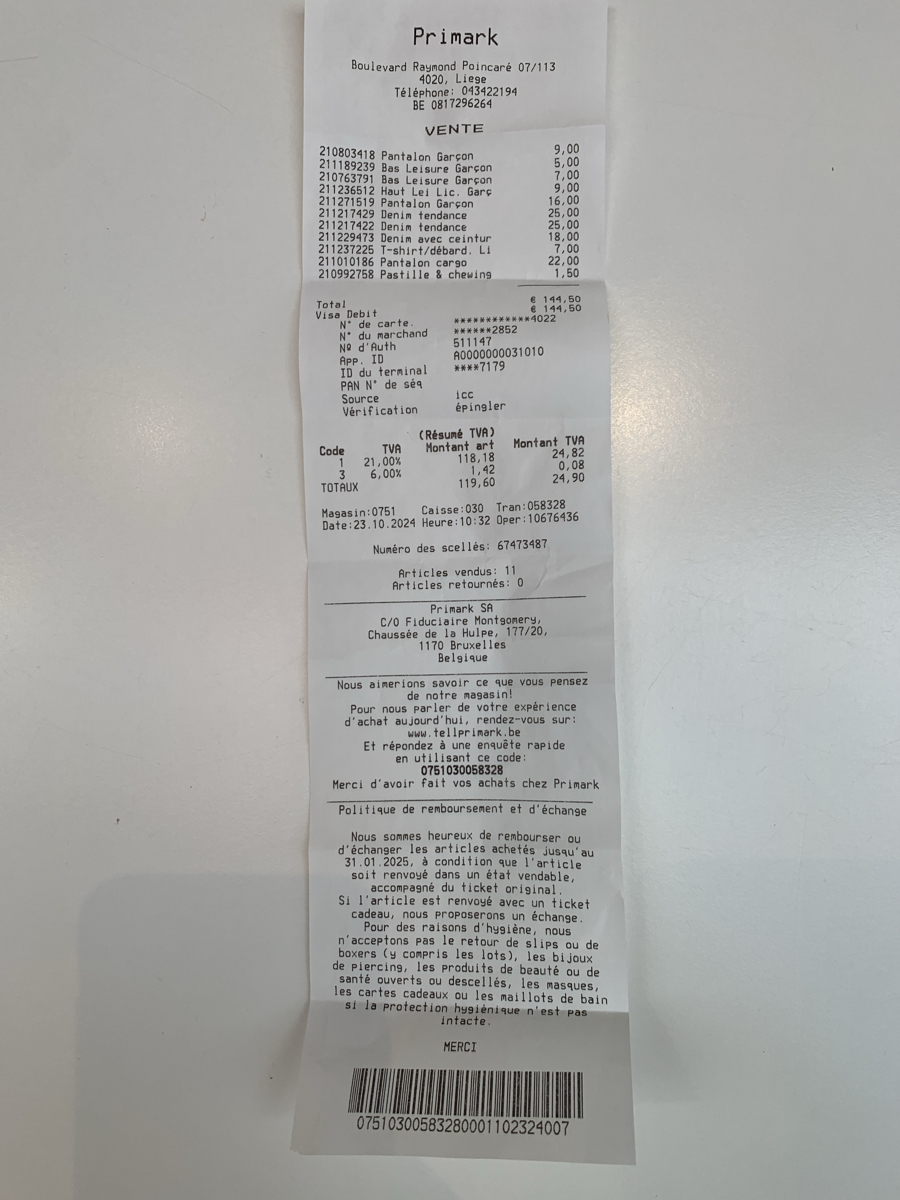 Primark
Boulevard Raymond Poincaré 07/113
4020, Liege
Téléphone: 043422194
BE 0817296264
VENTE
210803418 Pantalon Garçon 9,00
211189239 Bas Leisure Garçon 5,00
210763791 Bas Leisure Garçon 7,00
211236512 Haut Lei Lic. Garç 9,00
211271519 Pantalon Garçon 16,00
211217429 Denim tendance 25,00
211217422 Denim tendance 25,00
211229473 Denim avec ceintur 18,00
211237225 T-shirt/débard. Li 7,00
211010186 Pantalon cargo 22,00
210992758 Pastille & chewing 1,50
Total € 144,50
Visa Debit € 144,50
N° de carte. ************4022
N° du marchand ******2852
Nº d'Auth 511147
App. ID A0000000031010
ID du terminal ****7179
PAN N° de séq
Source icc
Vérification épingler
(Résumé TVA)
Code TVA Montant art Montant TVA
1 21,00% 118,18 24,82
3 6,00% 1,42 0,08
TOTAUX 119,60 24,90
Magasin:0751 Caisse:030 Tran:058328
Date:23.10.2024 Heure:10:32 Oper:10676436
Numéro des scellés: 67473487
Articles vendus: 11
Articles retournés: 0
Primark SA
C/O Fiduciaire Montgomery,
Chaussée de la Hulpe, 177/20,
1170 Bruxelles
Belgique
Nous aimerions savoir ce que vous pensez
de notre magasin!
Pour nous parler de votre expérience
d'achat aujourd'hui, rendez-vous sur:
www.tellprimark.be
Et répondez à une enquête rapide
en utilisant ce code:
0751030058328
Merci d'avoir fait vos achats chez Primark
Politique de remboursement et d'échange
Nous sommes heureux de rembourser ou
d'échanger les articles achetés jusqu'au
31.01.2025, à condition que l'article
soit renvoyé dans un état vendable,
accompagné du ticket original.
Si l'article est renvoyé avec un ticket
cadeau, nous proposerons un échange.
Pour des raisons d'hygiène, nous
n'acceptons pas le retour de slips ou de
boxers (y compris les lots), les bijoux
de piercing, les produits de beauté ou de
santé ouverts ou descellés, les masques,
les cartes cadeaux ou les maillots de bain
si la protection hygiénique n'est pas
intacte.
MERCI
07510300583280001102324007